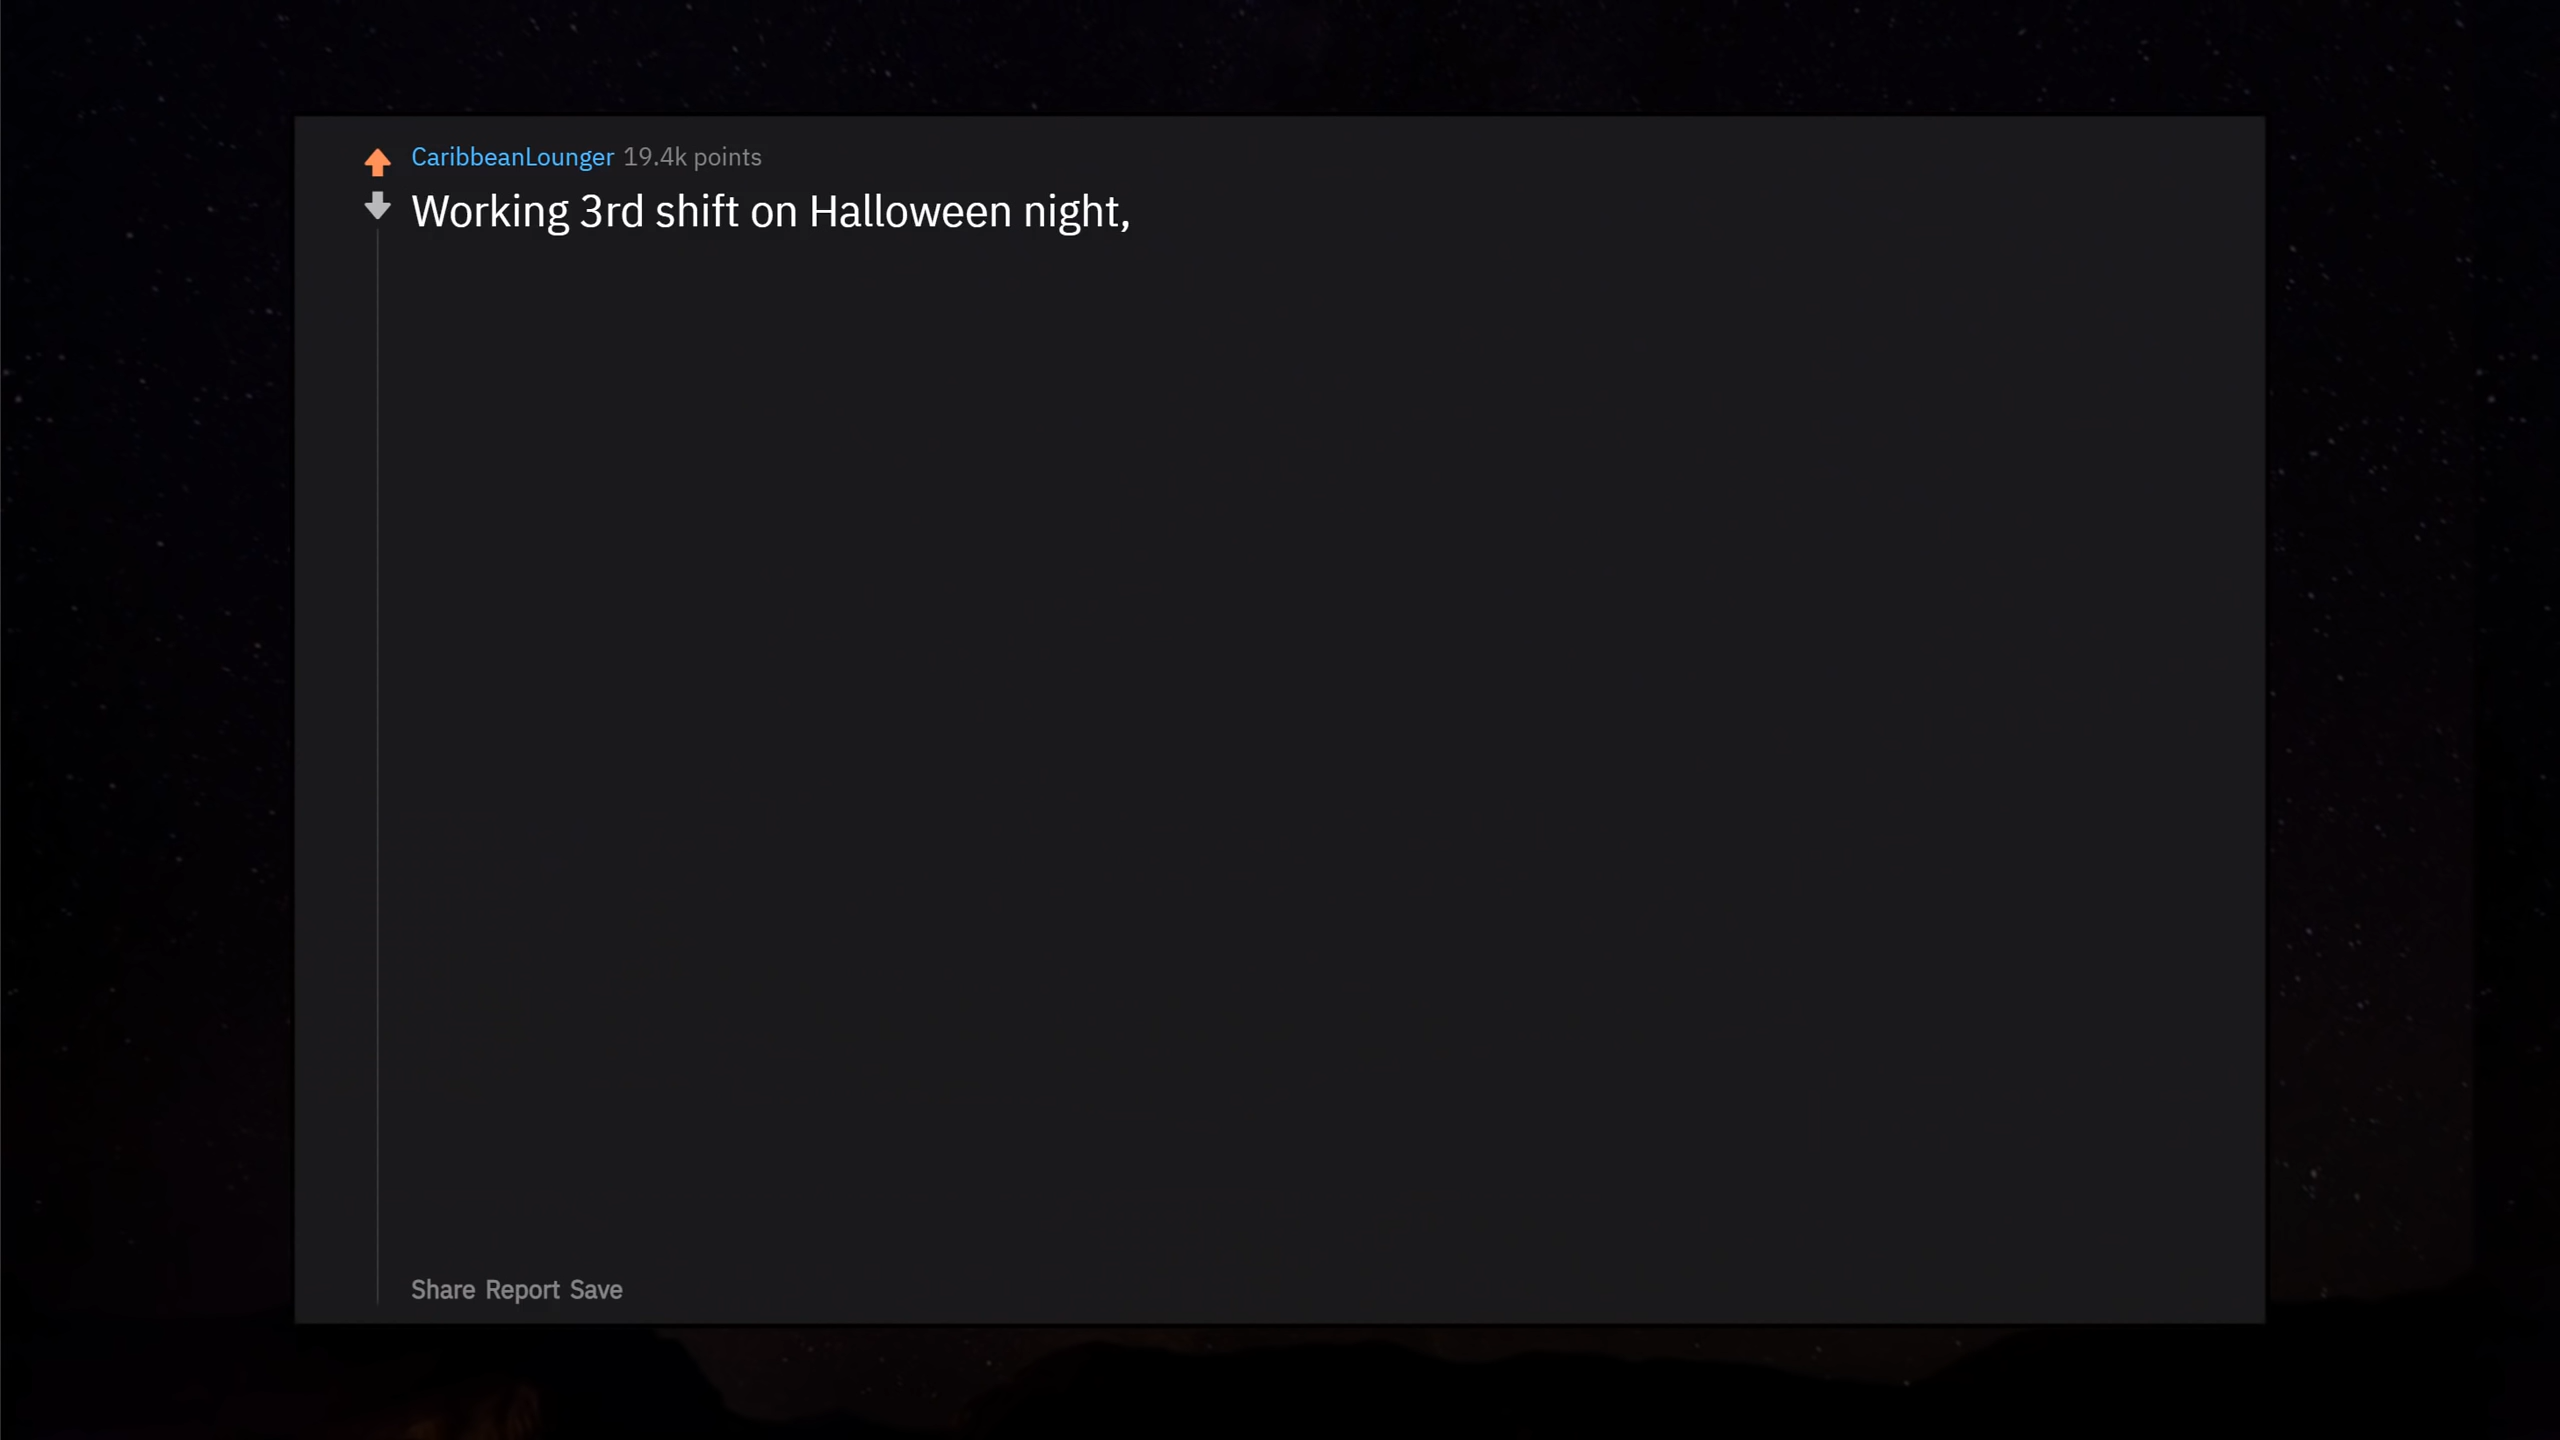 CaribbeanLounger 19.4k points
Working 3rd shift on Halloween night,
Share Report Save